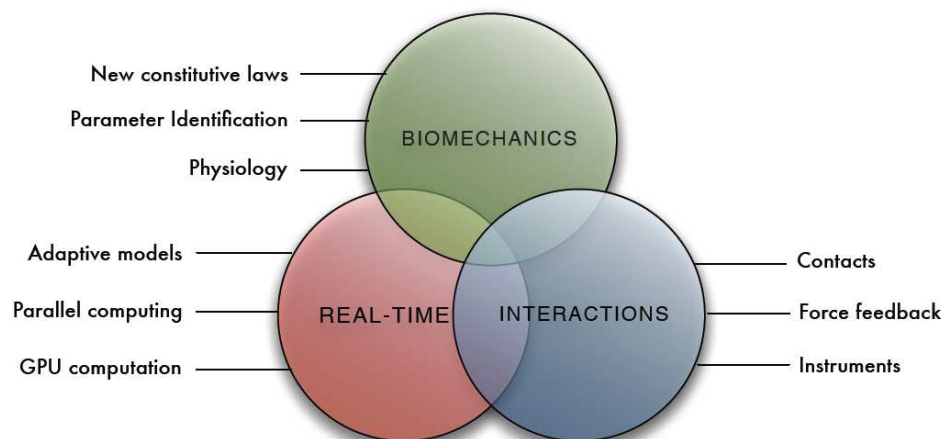 New constitutive laws
Parameter Identification
Physiology
BIOMECHANICS
Adaptive models
Parallel computing
GPU computation
REAL-TIME
INTERACTIONS
Contacts
Force feedback
Instruments